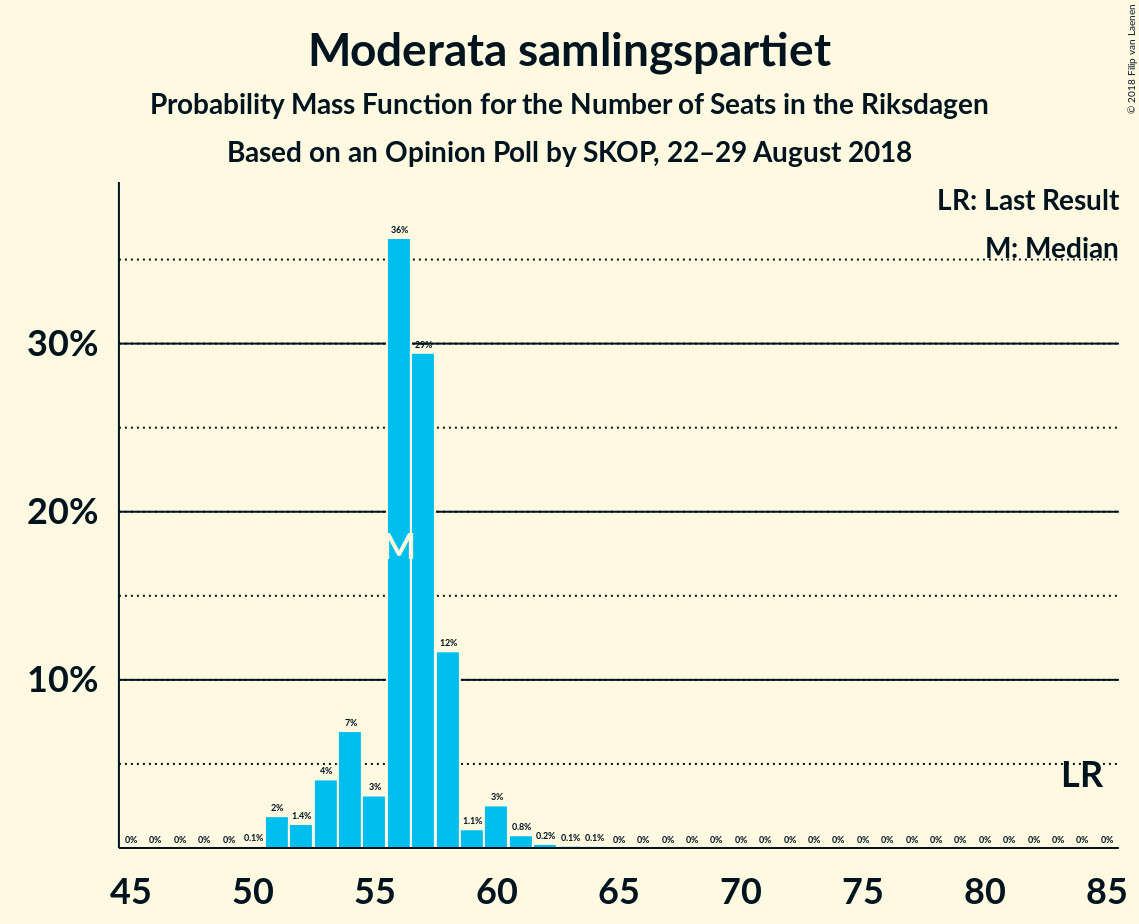 Moderata samlingspartiet
Probability Mass Function for the Number of Seats in the Riksdagen
Based on an Opinion Poll by SKOP, 22–29 August 2018
© 2018 Filip van Laenen
LR: Last Result
M: Median
30%
20%
10%
0% 0% 0% 0% 0% 0.1% 2% 1.4% 4% 7% 3% 36% 29% 12% 1.1% 3% 0.8% 0.2% 0.1% 0.1% 0% 0% 0% 0% 0% 0% 0% 0% 0% 0% 0% 0% 0% 0% 0% 0% 0% 0% 0% 0% 0%
M
LR
45 50 55 60 65 70 75 80 85